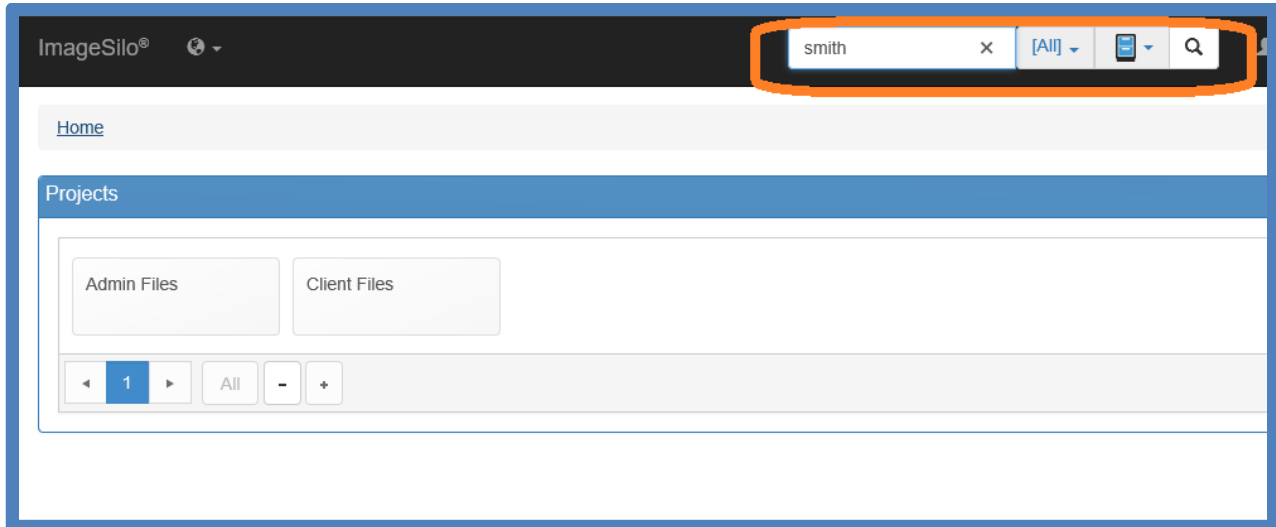 ImageSilo®
smith × [All]
Home
Projects
Admin Files Client Files
1 All - +